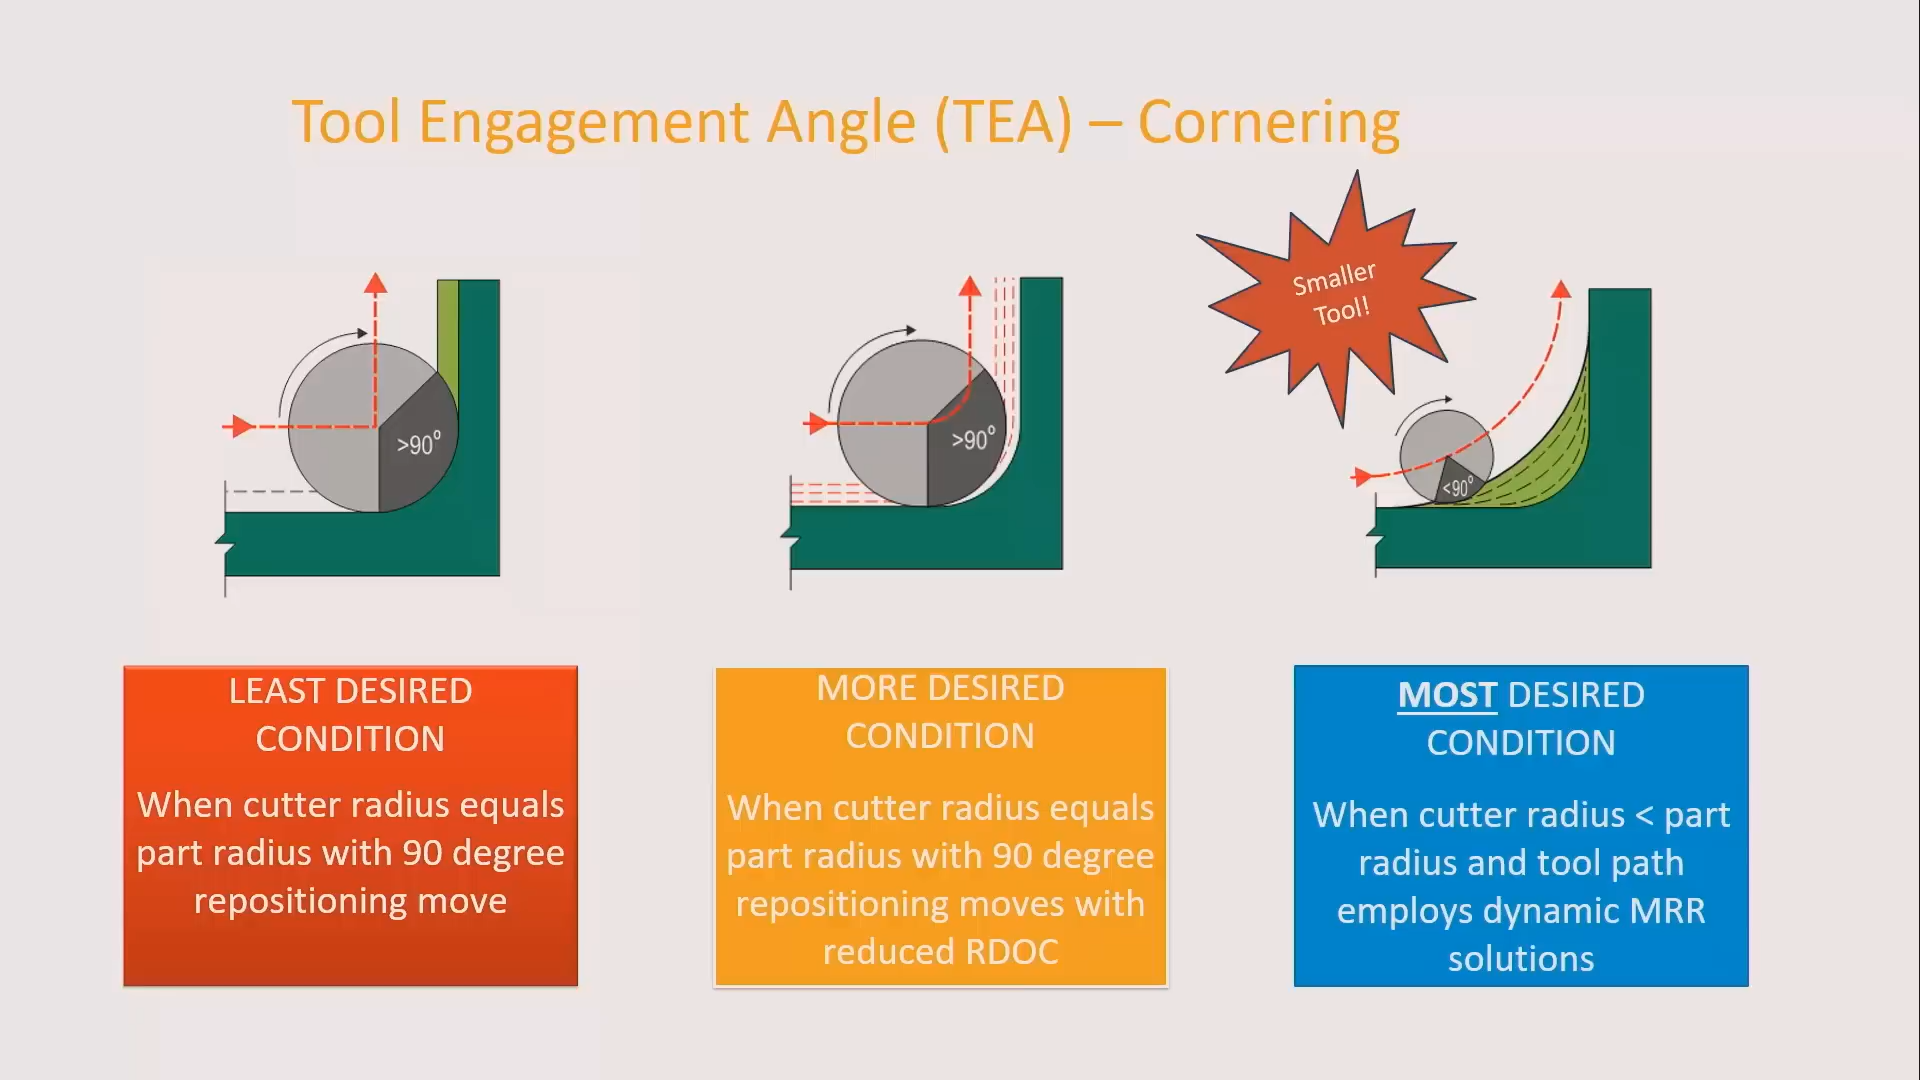 Tool Engagement Angle (TEA) – Cornering
Smaller
Tool!
>90°
>90°
<90°
LEAST DESIRED
CONDITION
When cutter radius equals
part radius with 90 degree
repositioning move
MORE DESIRED
CONDITION
When cutter radius equals
part radius with 90 degree
repositioning moves with
reduced RDOC
MOST DESIRED
CONDITION
When cutter radius < part
radius and tool path
employs dynamic MRR
solutions